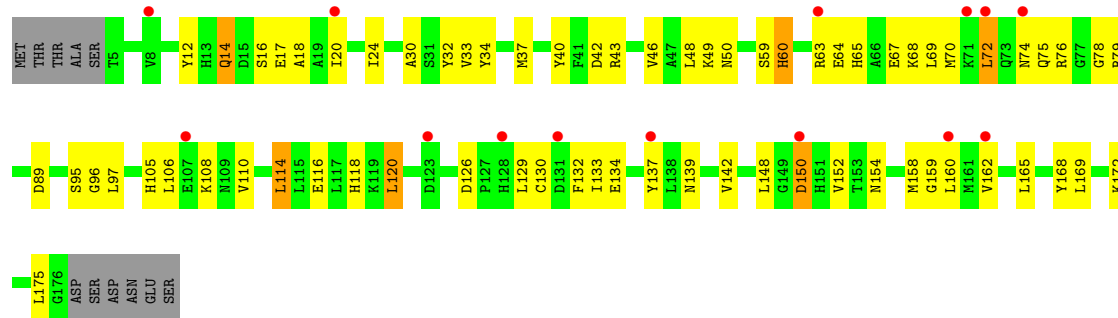 MET THR THR ALA SER T5 V8 Y12 H13 Q14 D15 S16 E17 A18 A19 I20 I24 A30 S31 Y32 V33 Y34 M37 Y40 F41 D42 R43 V46 A47 L48 K49 N50 S59 H60 R63 E64 H65 A66 E67 K68 L69 M70 K71 L72 Q73 N74 Q75 R76 G77 G78 R79
D89 S95 G96 L97 H105 L106 E107 K108 N109 V110 L114 L115 E116 L117 H118 K119 L120 D123 D126 P127 H128 L129 C130 D131 F132 I133 E134 Y137 L138 N139 V142 L148 G149 D150 H151 V152 T153 N154 M158 G159 L160 M161 V162 L165 Y168 L169
L175 G176 ASP SER ASP ASN GLU SER